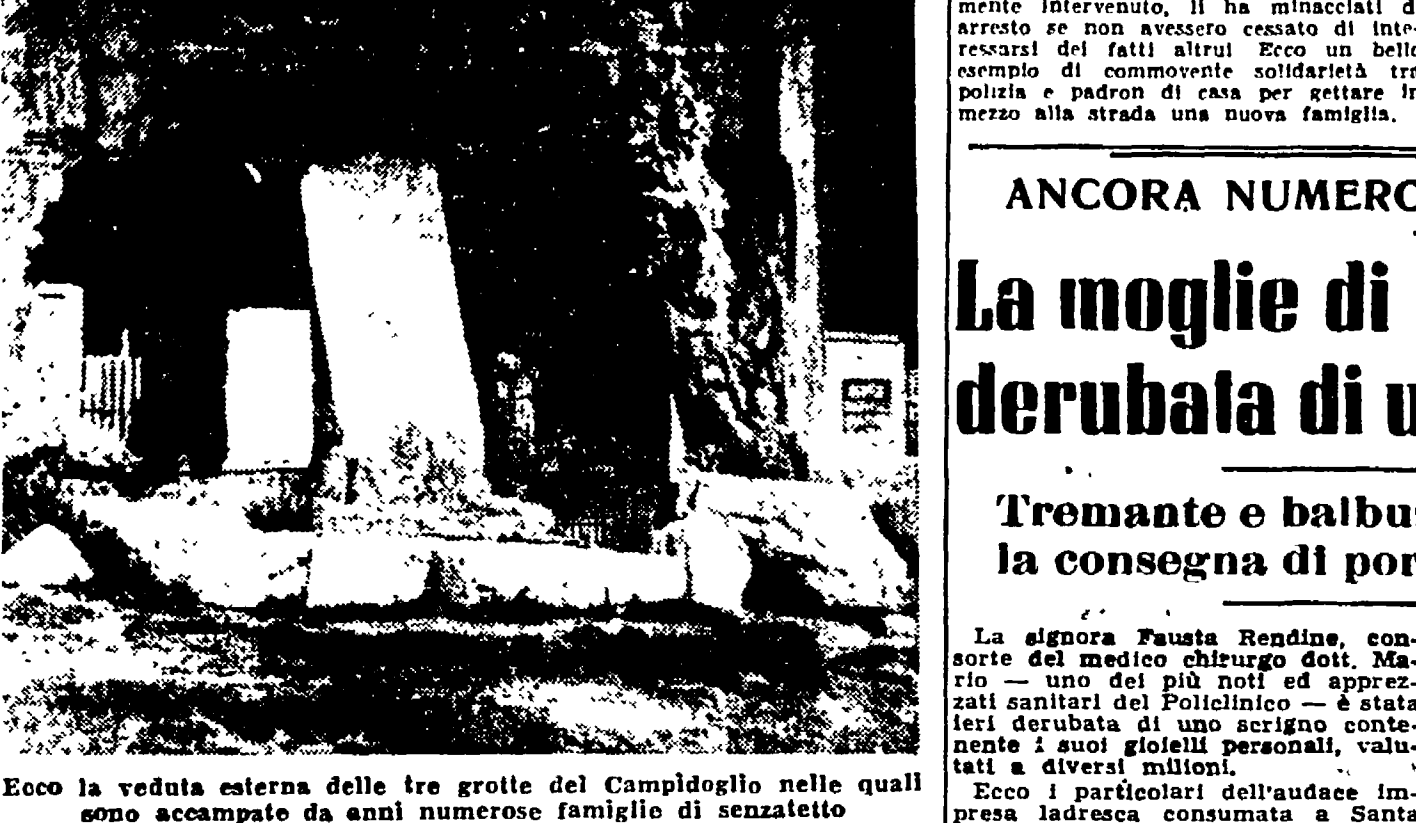 Ecco la veduta esterna delle tre grotte del Campidoglio nelle quali
sono accampate da anni numerose famiglie di senzatetto
mente intervenuto, li ha minacciati d
arresto se non avessero cessato di inte-
ressarsi dei fatti altrui Ecco un bello
esempio di commovente solidarietà tra
polizia e padron di casa per gettare in
mezzo alla strada una nuova famiglia.
ANCORA NUMERO
La moglie di
derubata di u
Tremante e balbu
la consegna di por
La signora Fausta Rendine, con-
sorte del medico chirurgo dott. Ma-
rio — uno dei più noti ed apprez-
zati sanitari del Policlinico — è stata
ieri derubata di uno scrigno conte-
nente i suoi gioielli personali, valu-
tati a diversi milioni.
Ecco i particolari dell'audace im-
presa ladresca consumata a Santa